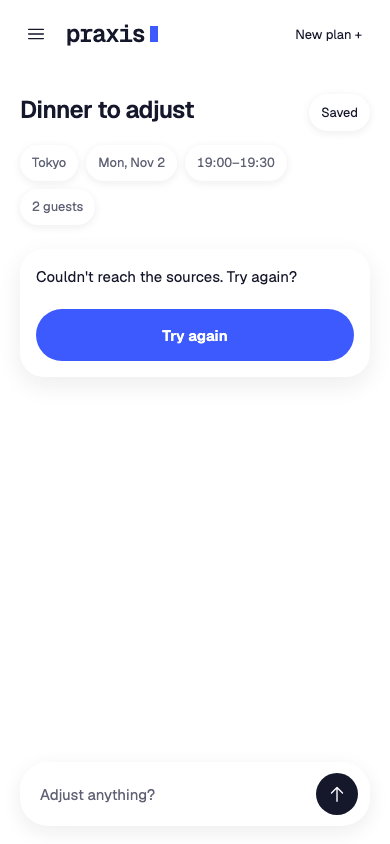 praxis
New plan +
Dinner to adjust
Saved
Tokyo
Mon, Nov 2
19:00–19:30
2 guests
Couldn't reach the sources. Try again?
Try again
Adjust anything?